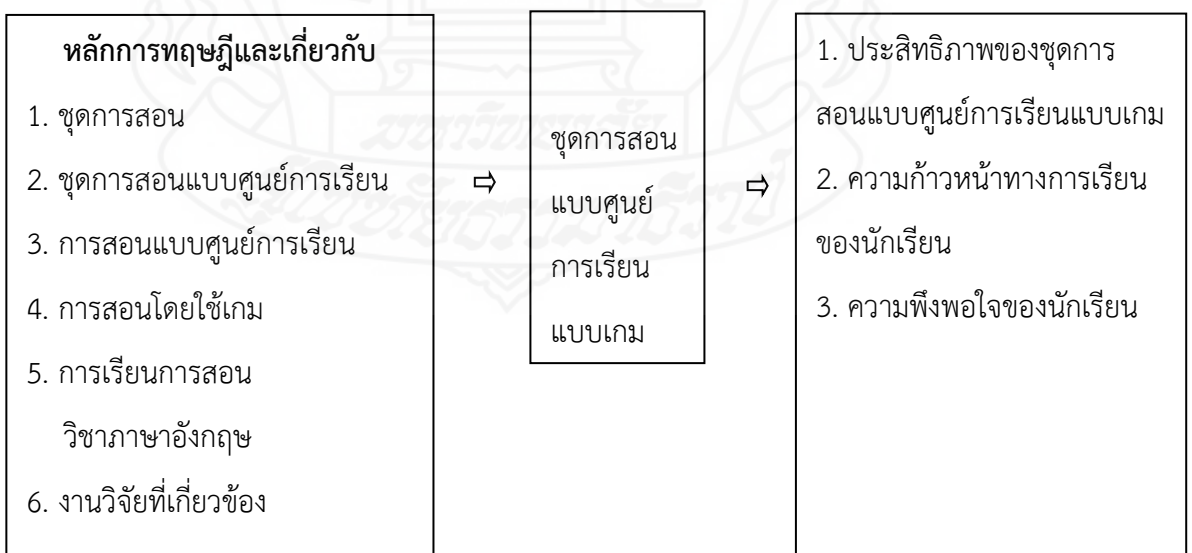 หลักการทฤษฎีและเกี่ยวกับ
1. ชุดการสอน
2. ชุดการสอนแบบศูนย์การเรียน
3. การสอนแบบศูนย์การเรียน
4. การสอนโดยใช้เกม
5. การเรียนการสอน
วิชาภาษาอังกฤษ
6. งานวิจัยที่เกี่ยวข้อง
⇨
ชุดการสอน
แบบศูนย์
การเรียน
แบบเกม
⇨
1. ประสิทธิภาพของชุดการ
สอนแบบศูนย์การเรียนแบบเกม
2. ความก้าวหน้าทางการเรียน
ของนักเรียน
3. ความพึงพอใจของนักเรียน